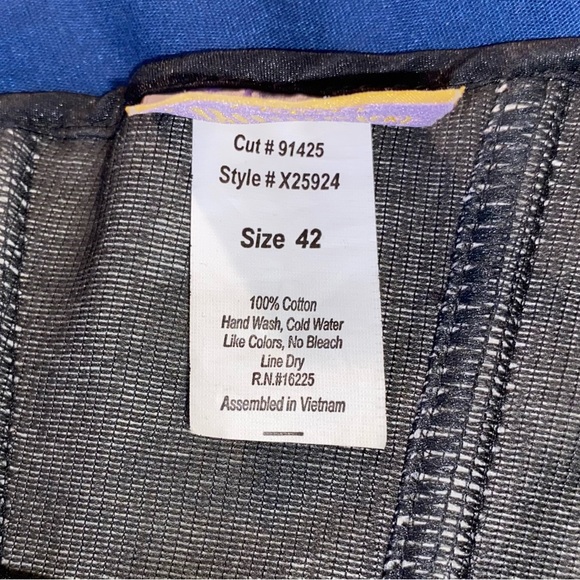 Cut # 91425
Style # X25924
Size 42
100% Cotton
Hand Wash, Cold Water
Like Colors, No Bleach
Line Dry
R.N.#16225
Assembled in Vietnam